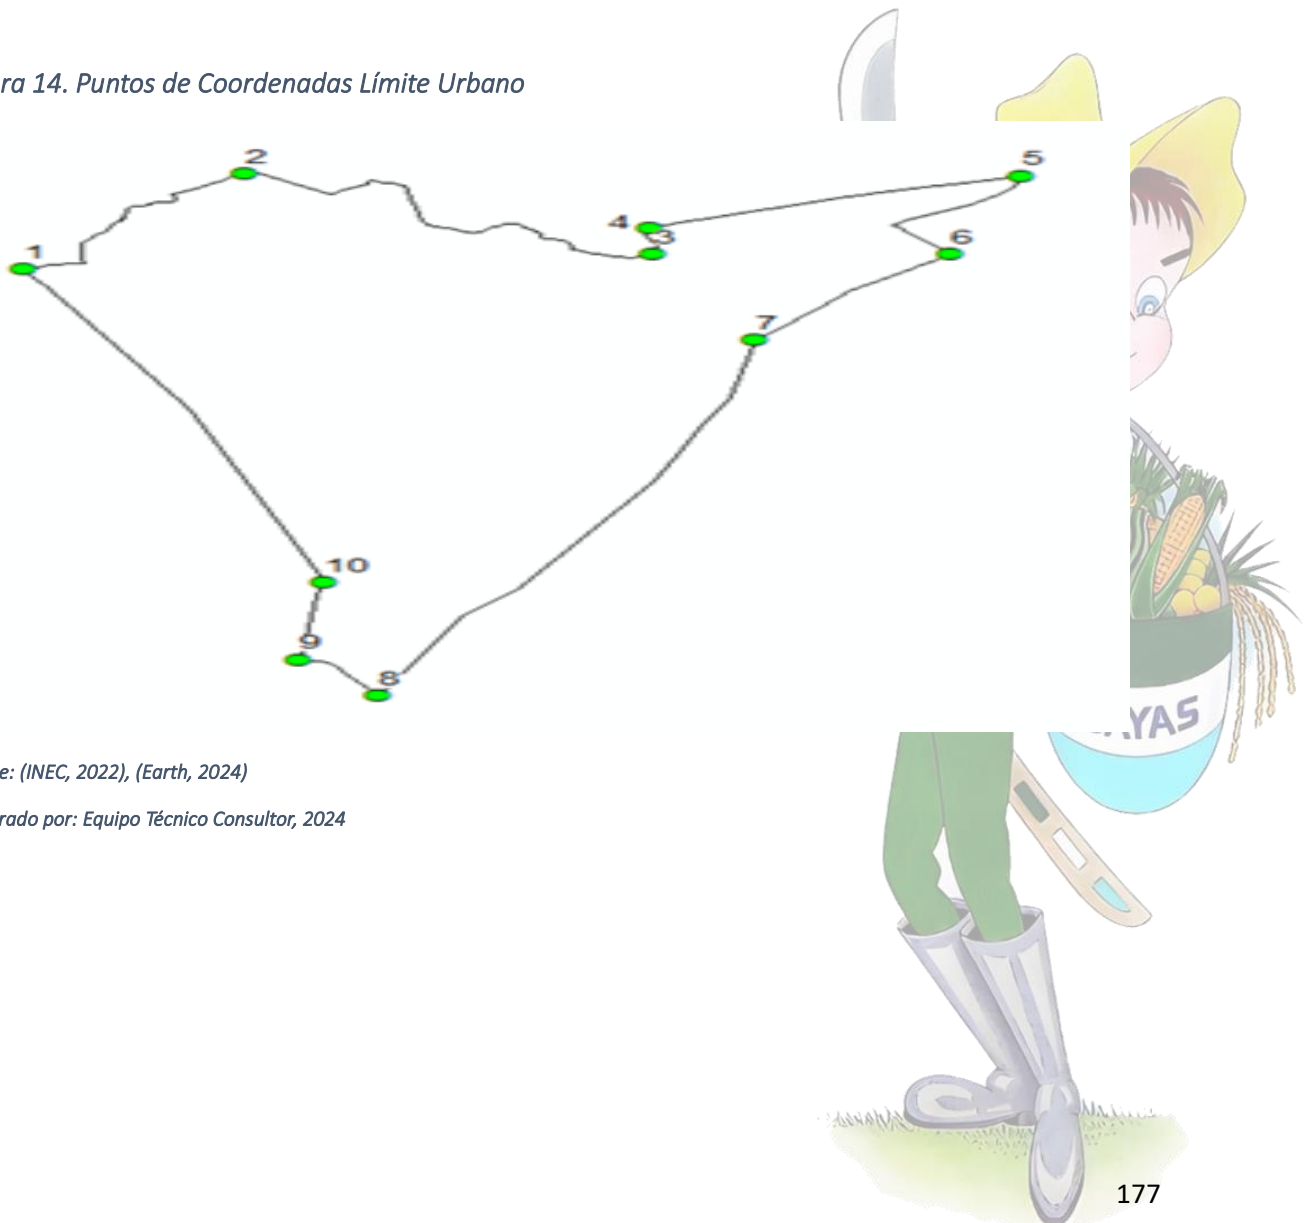 ra 14. Puntos de Coordenadas Límite Urbano
2
5
4
3
6
1
7
10
9
8
YAS
e: (INEC, 2022), (Earth, 2024)
rado por: Equipo Técnico Consultor, 2024
177